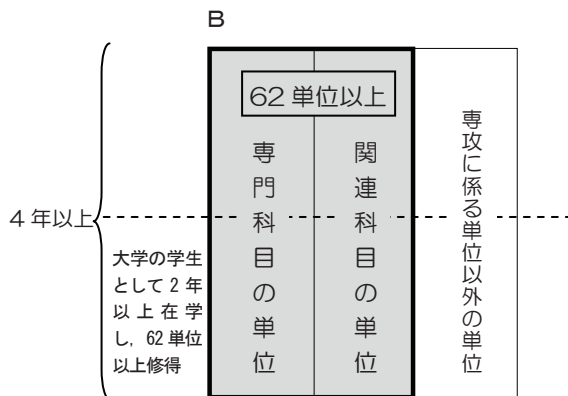 B
62 単位以上
専門科目の単位
関連科目の単位
専攻に係る単位以外の単位
4 年以上
大学の学生
として 2 年
以上在学
し，62 単位
以上修得